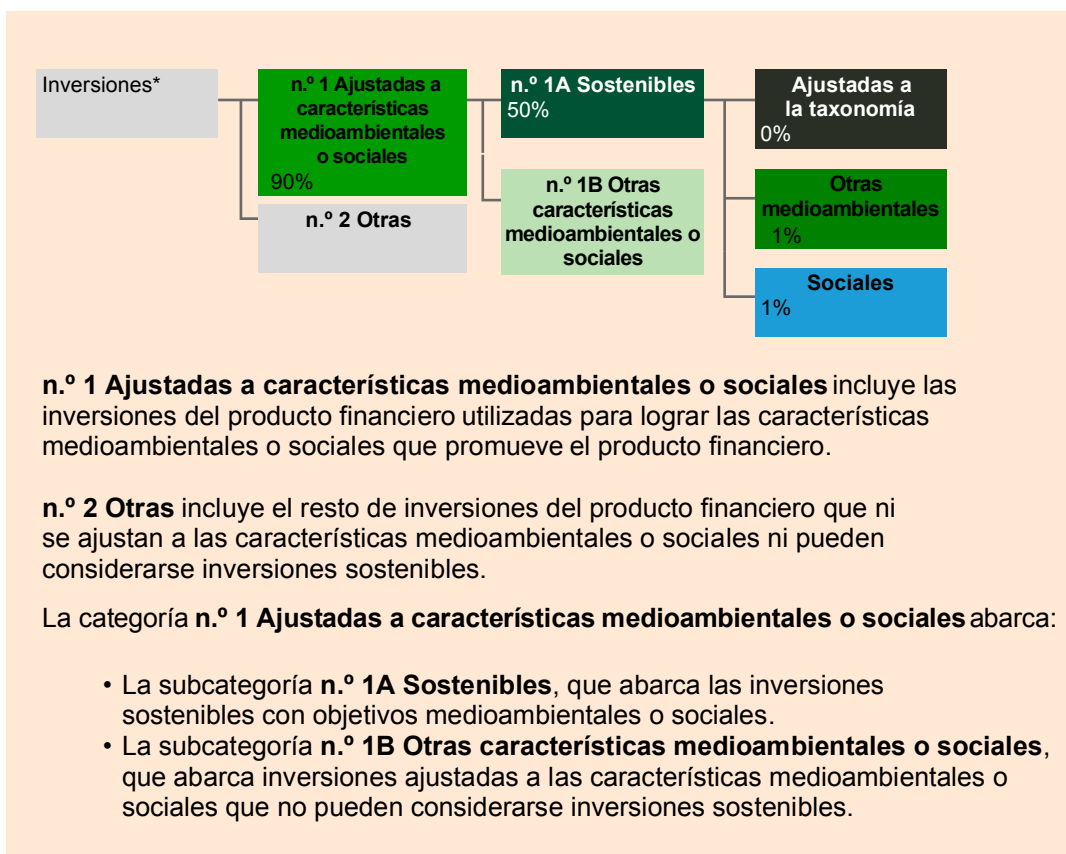 Inversiones*
n.º 1 Ajustadas a
características
medioambientales
o sociales
90%
n.º 2 Otras
n.º 1A Sostenibles
50%
n.º 1B Otras
características
medioambientales o
sociales
Ajustadas a
la taxonomía
0%
Otras
medioambientales
1%
Sociales
1%
n.º 1 Ajustadas a características medioambientales o sociales incluye las
inversiones del producto financiero utilizadas para lograr las características
medioambientales o sociales que promueve el producto financiero.
n.º 2 Otras incluye el resto de inversiones del producto financiero que ni
se ajustan a las características medioambientales o sociales ni pueden
considerarse inversiones sostenibles.
La categoría n.º 1 Ajustadas a características medioambientales o sociales abarca:
• La subcategoría n.º 1A Sostenibles, que abarca las inversiones
sostenibles con objetivos medioambientales o sociales.
• La subcategoría n.º 1B Otras características medioambientales o sociales,
que abarca inversiones ajustadas a las características medioambientales o
sociales que no pueden considerarse inversiones sostenibles.